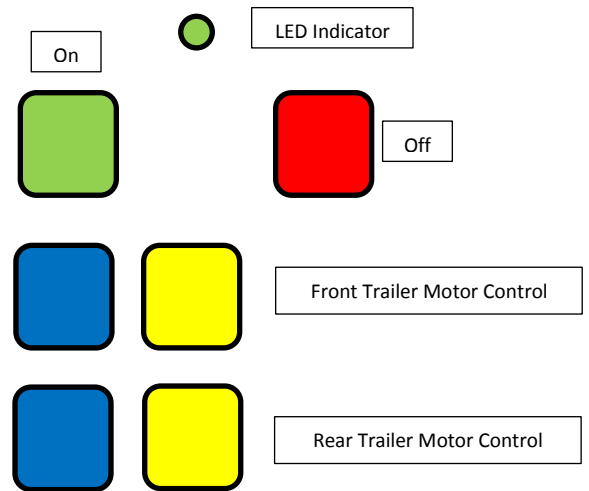 LED Indicator
On
Off
Front Trailer Motor Control
Rear Trailer Motor Control